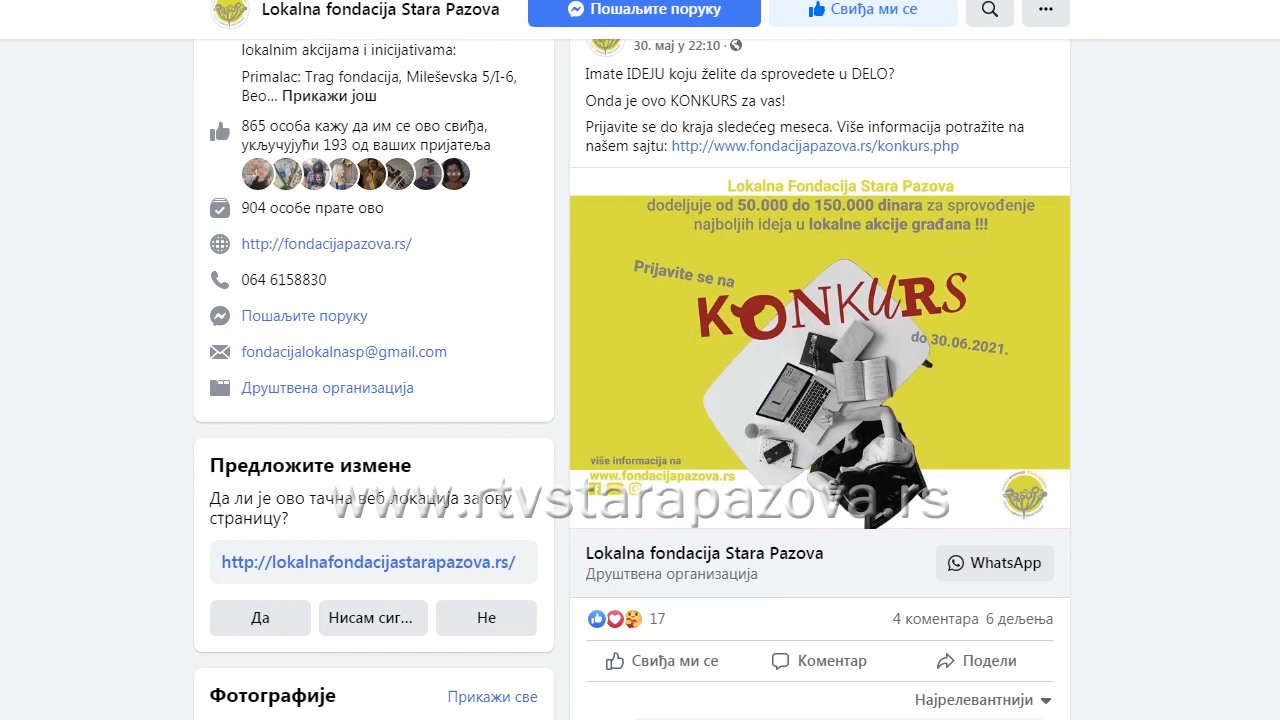 Lokalna fondacija Stara Pazova
Пошаљите поруку
Свиђа ми се
lokalnim akcijama i inicijativama:
Primalac: Trag fondacija, Mileševska 5/I-6,
Beo... Прикажи још
865 особа кажу да им се ово свиђа,
укључујући 193 од ваших пријатеља
904 особе прате ово
http://fondacijapazova.rs/
064 6158830
Пошаљите поруку
fondacijalokalnasp@gmail.com
Друштвена организација
Предложите измене
Да ли је ово тачна веб локација за ову
страницу?
http://lokalnafondacijastarapazova.rs/
Да
Нисам сиг...
Не
Фотографије
Прикажи све
30. мај у 22:10 ·
Imate IDEJU koju želite da sprovedete u DELO?
Onda je ovo KONKURS za vas!
Prijavite se do kraja sledećeg meseca. Više informacija potražite na
našem sajtu: http://www.fondacijapazova.rs/konkurs.php
Lokalna Fondacija Stara Pazova
dodeljuje od 50.000 do 150.000 dinara za sprovođenje
najboljih ideja u lokalne akcije građana !!!
Prijavite se na
KONKURS
do 30.06.2021.
više informacija na
www.fondacijapazova.rs
www.rtvstarapazova.rs
Lokalna fondacija Stara Pazova
Друштвена организација
WhatsApp
17
4 коментара 6 дељења
Свиђа ми се
Коментар
Подели
Најрелевантнији